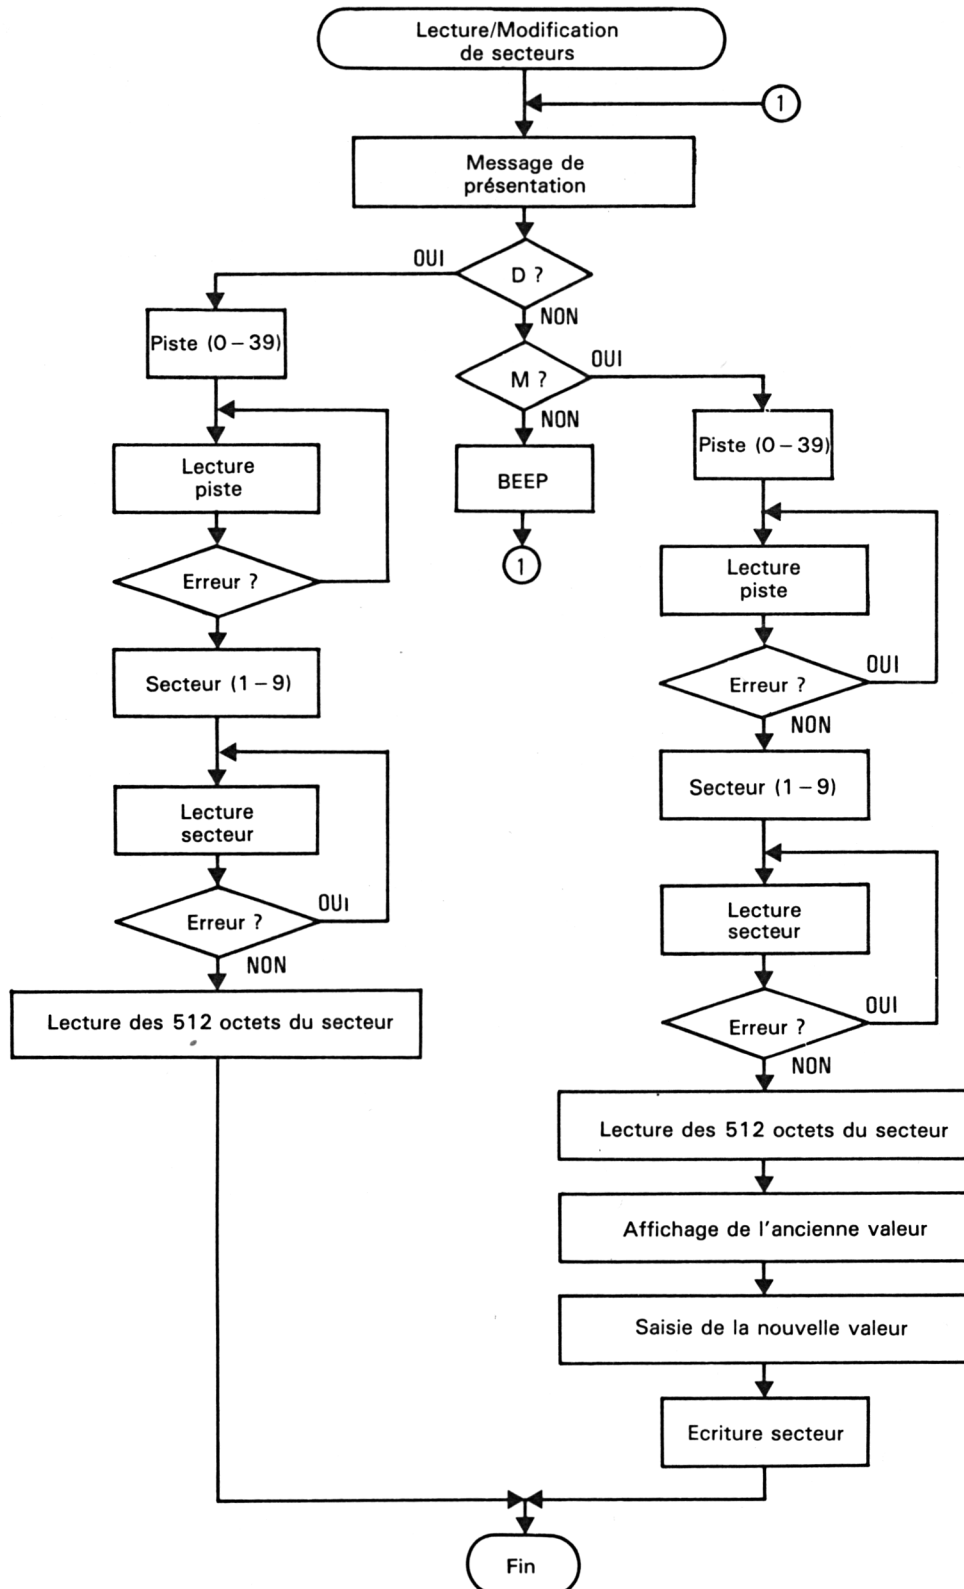 Lecture/Modification
de secteurs
1
Message de
présentation
OUI
D ?
NON
Piste (0 – 39)
M ?
OUI
NON
Piste (0 – 39)
Lecture
piste
BEEP
1
Erreur ?
Lecture
piste
Secteur (1 – 9)
Erreur ?
OUI
NON
Secteur (1 – 9)
Lecture
secteur
Erreur ?
OUI
NON
Lecture
secteur
Lecture des 512 octets du secteur
Erreur ?
OUI
NON
Lecture des 512 octets du secteur
Affichage de l'ancienne valeur
Saisie de la nouvelle valeur
Ecriture secteur
Fin